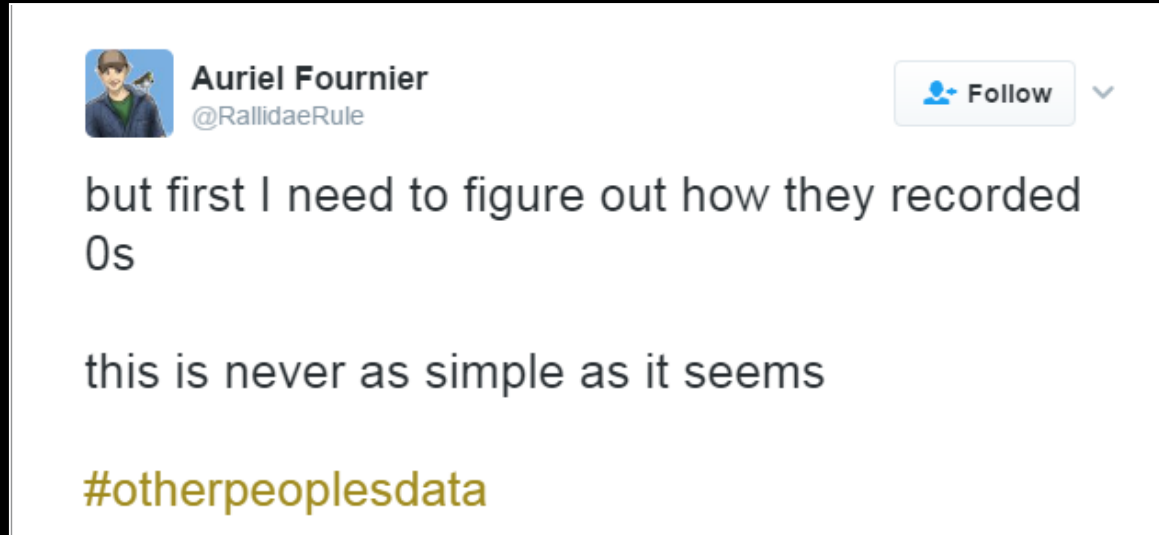 Auriel Fournier
@RallidaeRule
Follow
but first I need to figure out how they recorded
0s
this is never as simple as it seems
#otherpeoplesdata